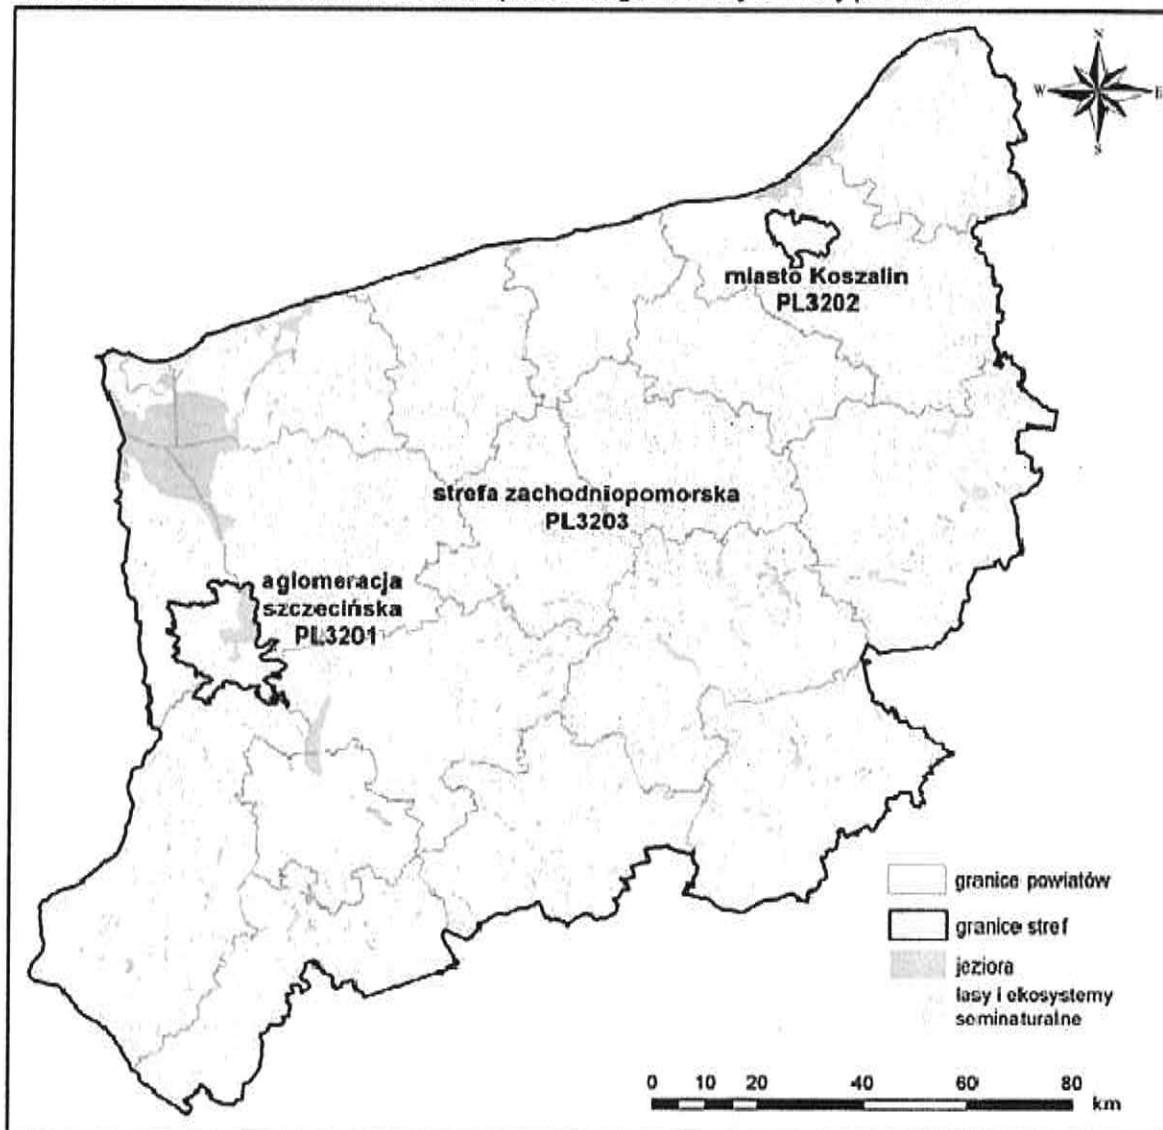 N
W E
S
miasto Koszalin
PL3202
strefa zachodniopomorska
PL3203
aglomeracja
szczecińska
PL3201
granice powiatów
granice stref
jeziora
lasy i ekosystemy
seminaturalne
0 10 20 40 60 80
km